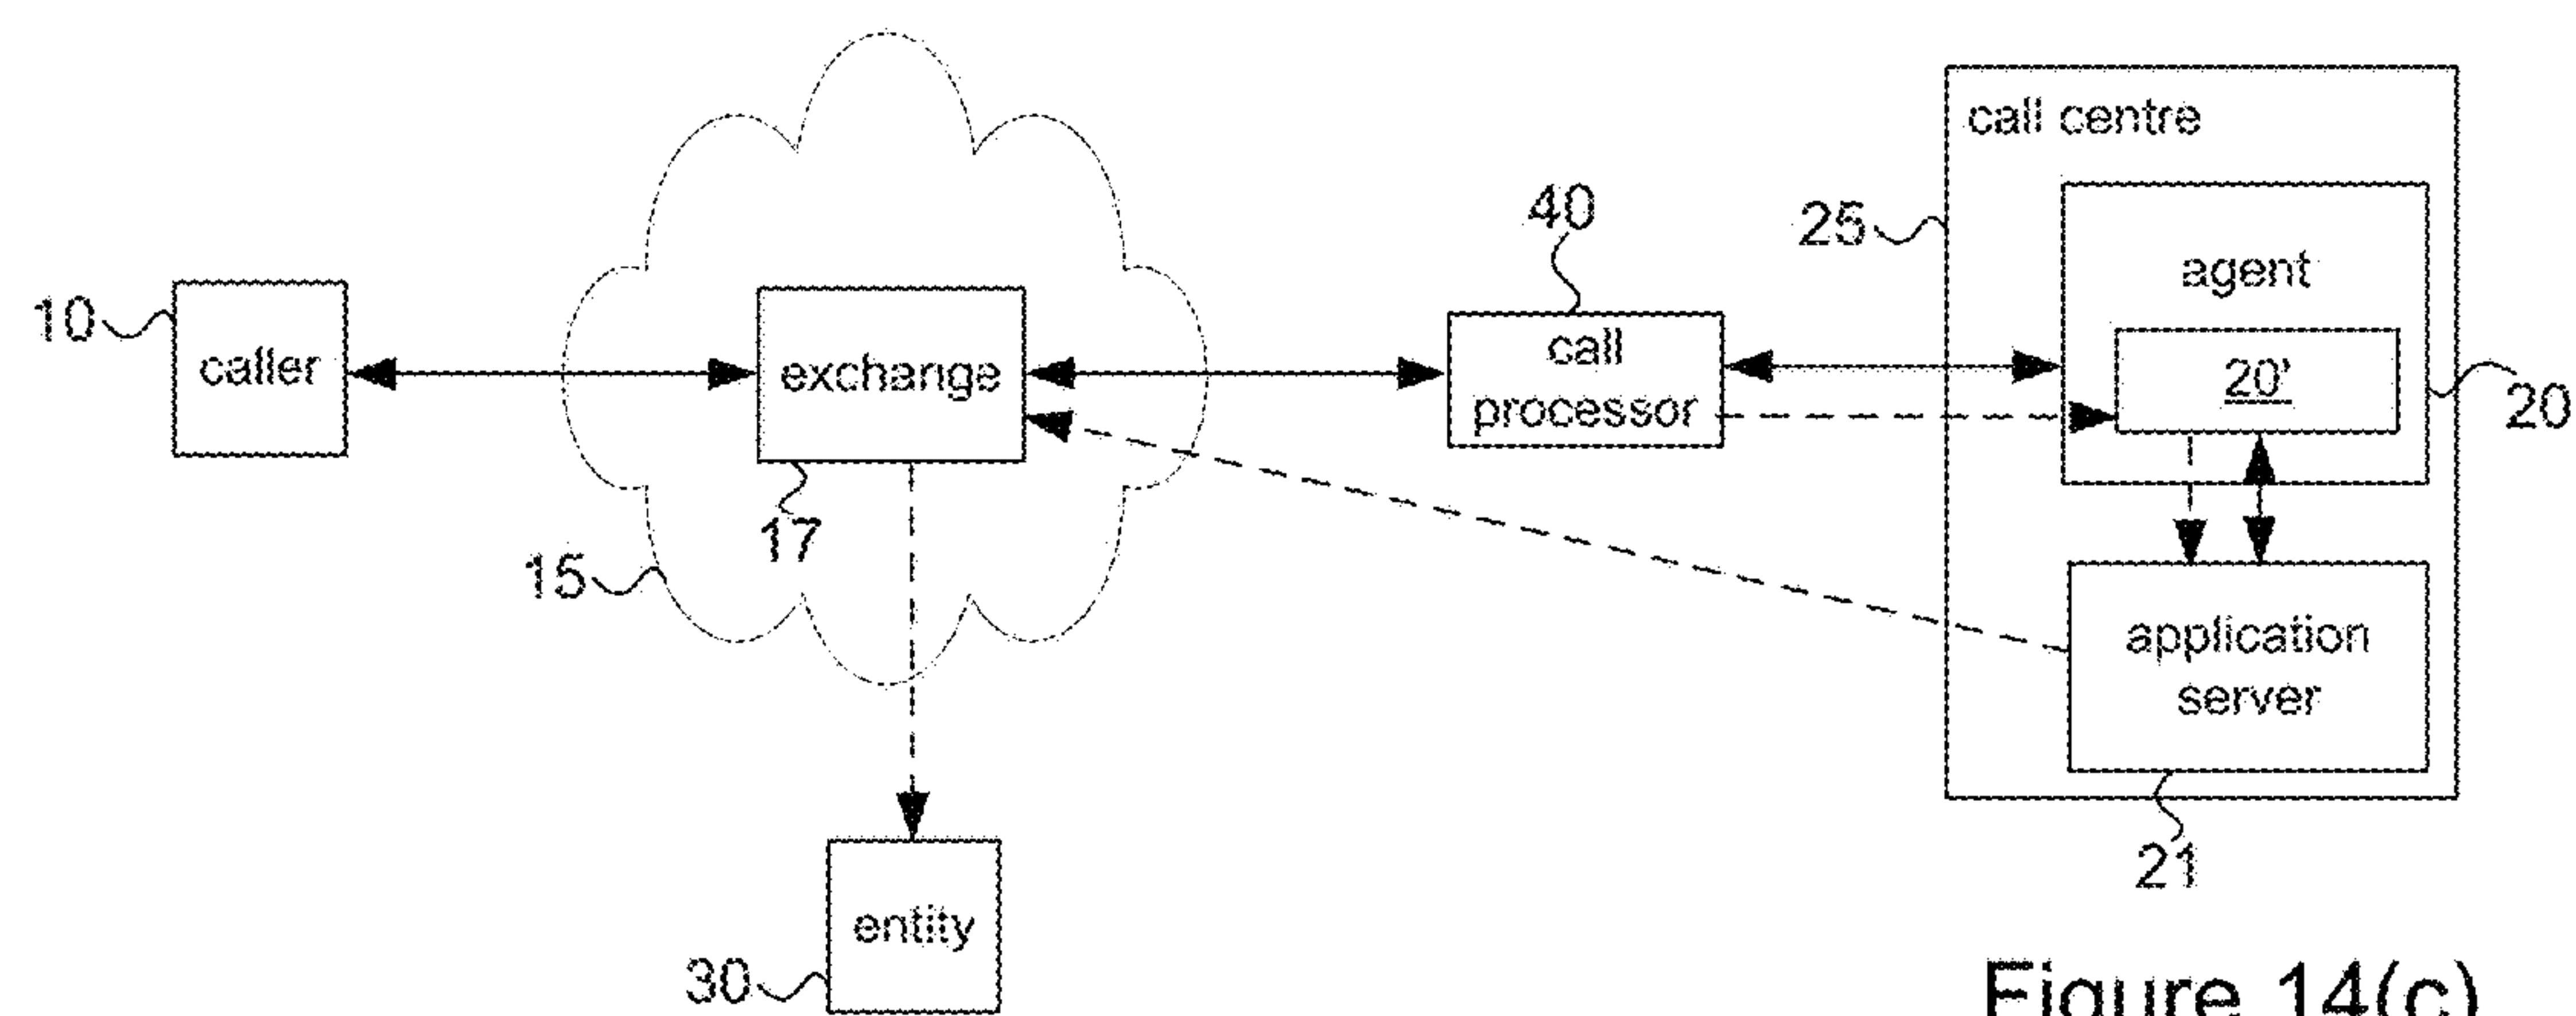 call centre
40
25
agent
10
caller
exchange
call
processor
20'
20
17
15
application
server
21
entity
30
Figure 14(c)